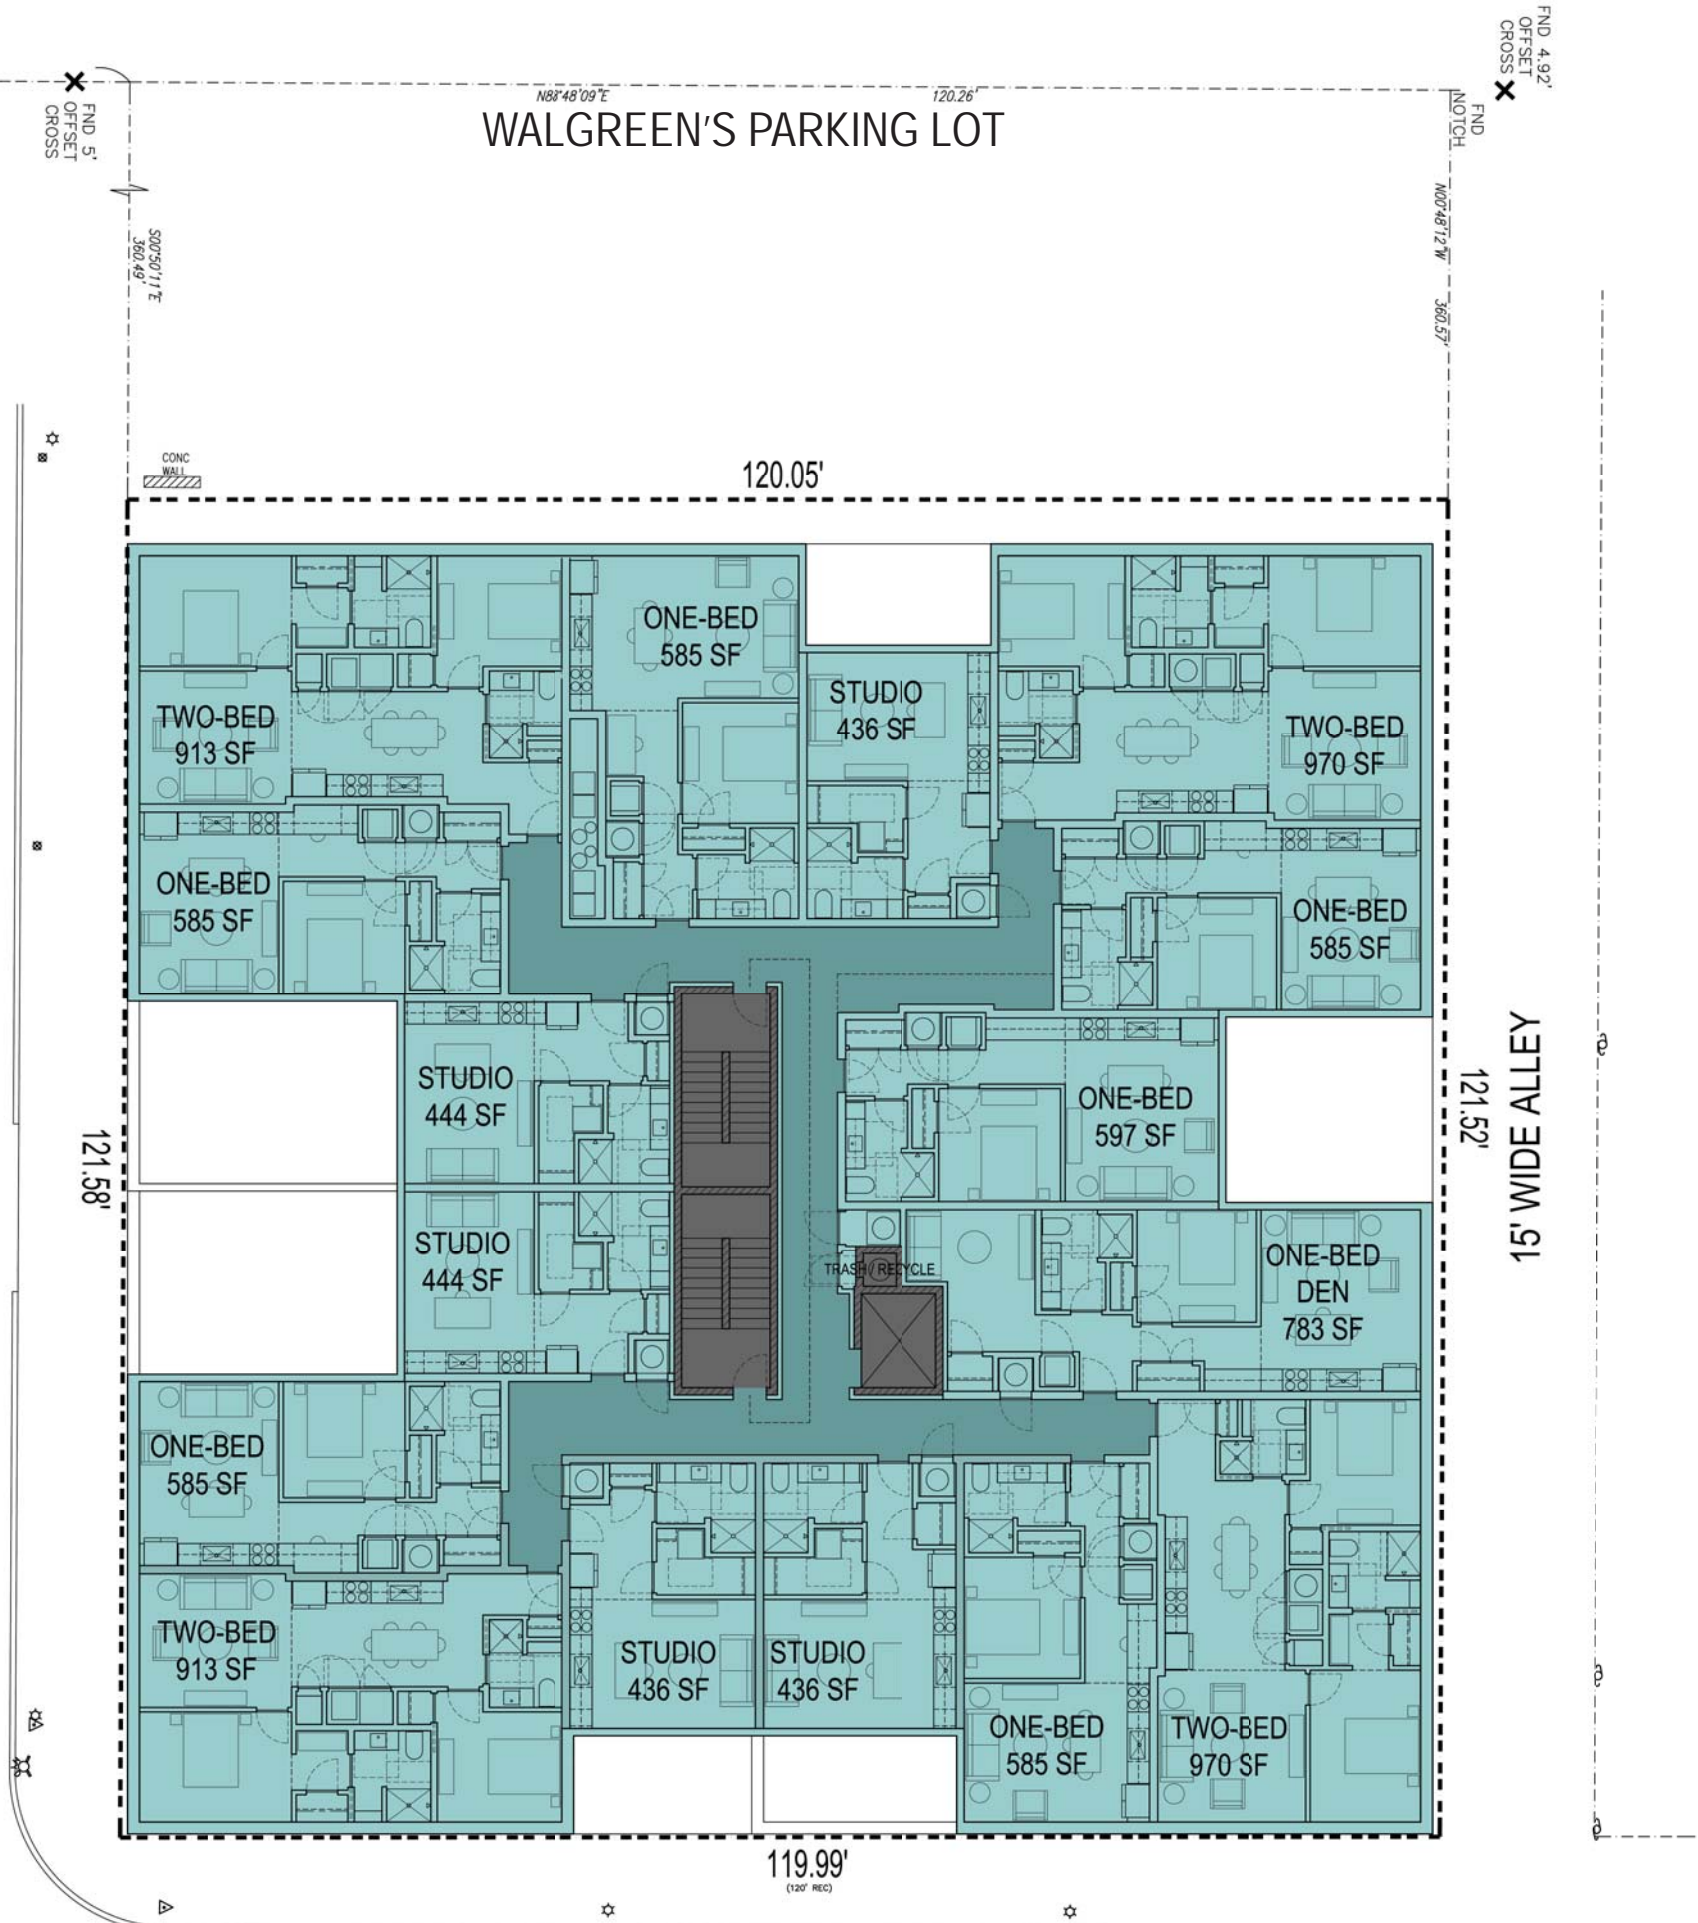 FND 4.92'
OFFSET
CROSS
FND 5'
OFFSET
CROSS
N88°48'09"E
120.26'
FND
NOTCH
WALGREEN'S PARKING LOT
N00°48'12"W
360.57'
S00°50'11"E
360.49'
CONC
WALL
120.05'
ONE-BED
585 SF
STUDIO
436 SF
TWO-BED
913 SF
TWO-BED
970 SF
ONE-BED
585 SF
ONE-BED
585 SF
STUDIO
444 SF
ONE-BED
597 SF
121.58'
121.52'
15' WIDE ALLEY
STUDIO
444 SF
TRASH / RECYCLE
ONE-BED
DEN
783 SF
ONE-BED
585 SF
TWO-BED
913 SF
STUDIO
436 SF
STUDIO
436 SF
ONE-BED
585 SF
TWO-BED
970 SF
119.99'
(120' REC)